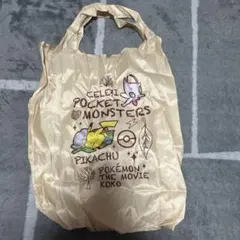 CELEBI
POCKET
MONSTERS
PIKACHU
POKÉMON
THE MOVIE
KOKO